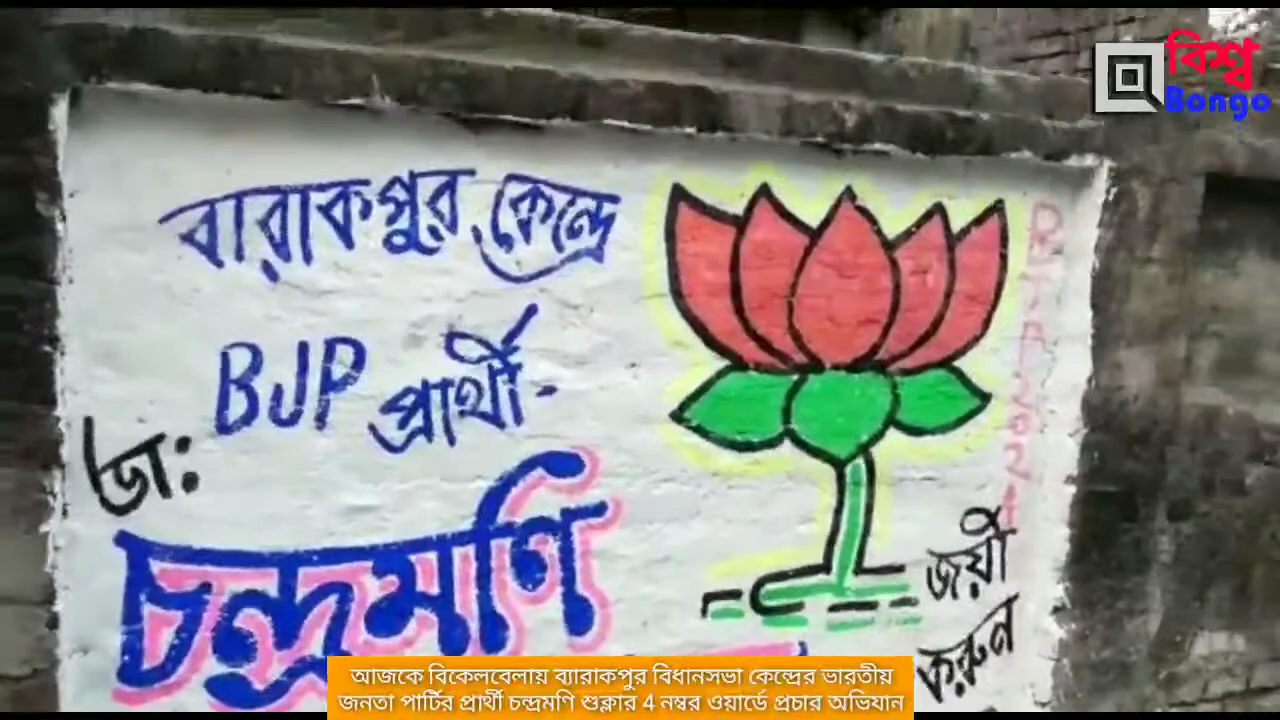 বিশ্ব
Bongo
বারাকপুর কেন্দ্রে
BJP প্রার্থী-
ডাঃ
চন্দ্রমণি
জয়ী
করুন
আজকে বিকেলবেলায় ব্যারাকপুর বিধানসভা কেন্দ্রের ভারতীয়
জনতা পার্টির প্রার্থী চন্দ্রমণি শুক্লার 4 নম্বর ওয়ার্ডে প্রচার অভিযান